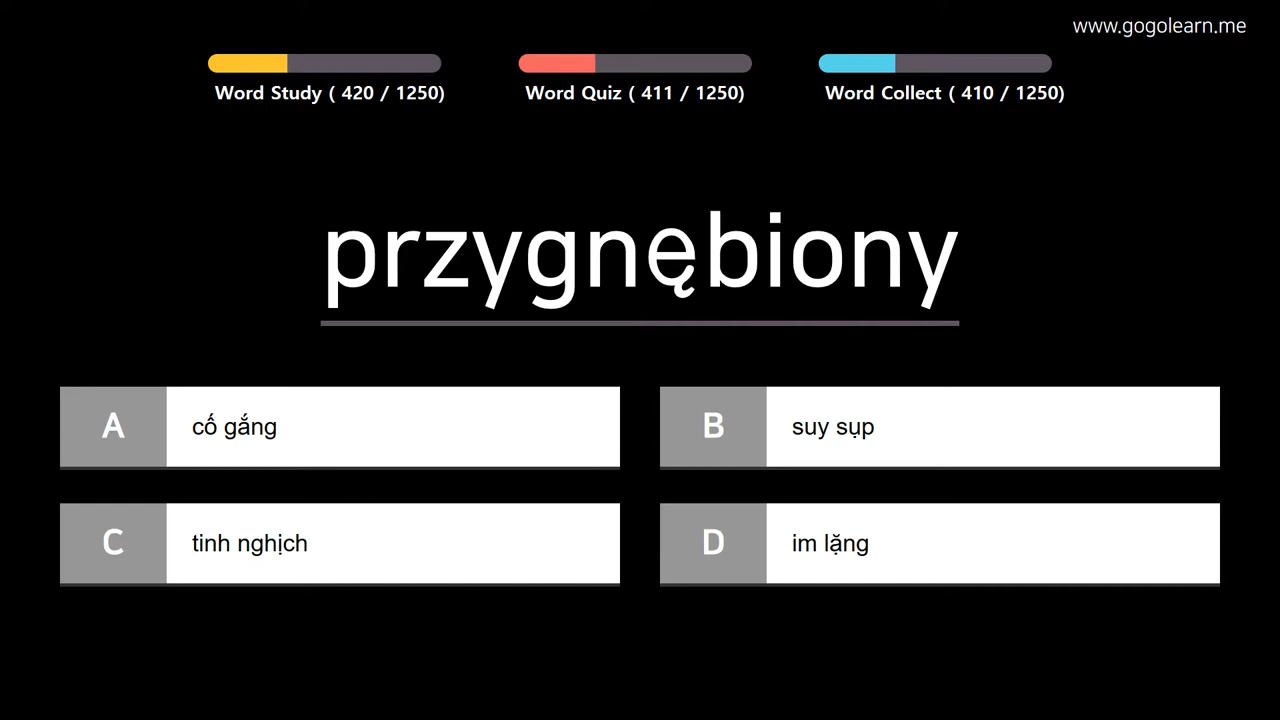 www.gogolearn.me
Word Study ( 420 / 1250)
Word Quiz ( 411 / 1250)
Word Collect ( 410 / 1250)
przygnębiony
A cố gắng
B suy sụp
C tinh nghịch
D im lặng